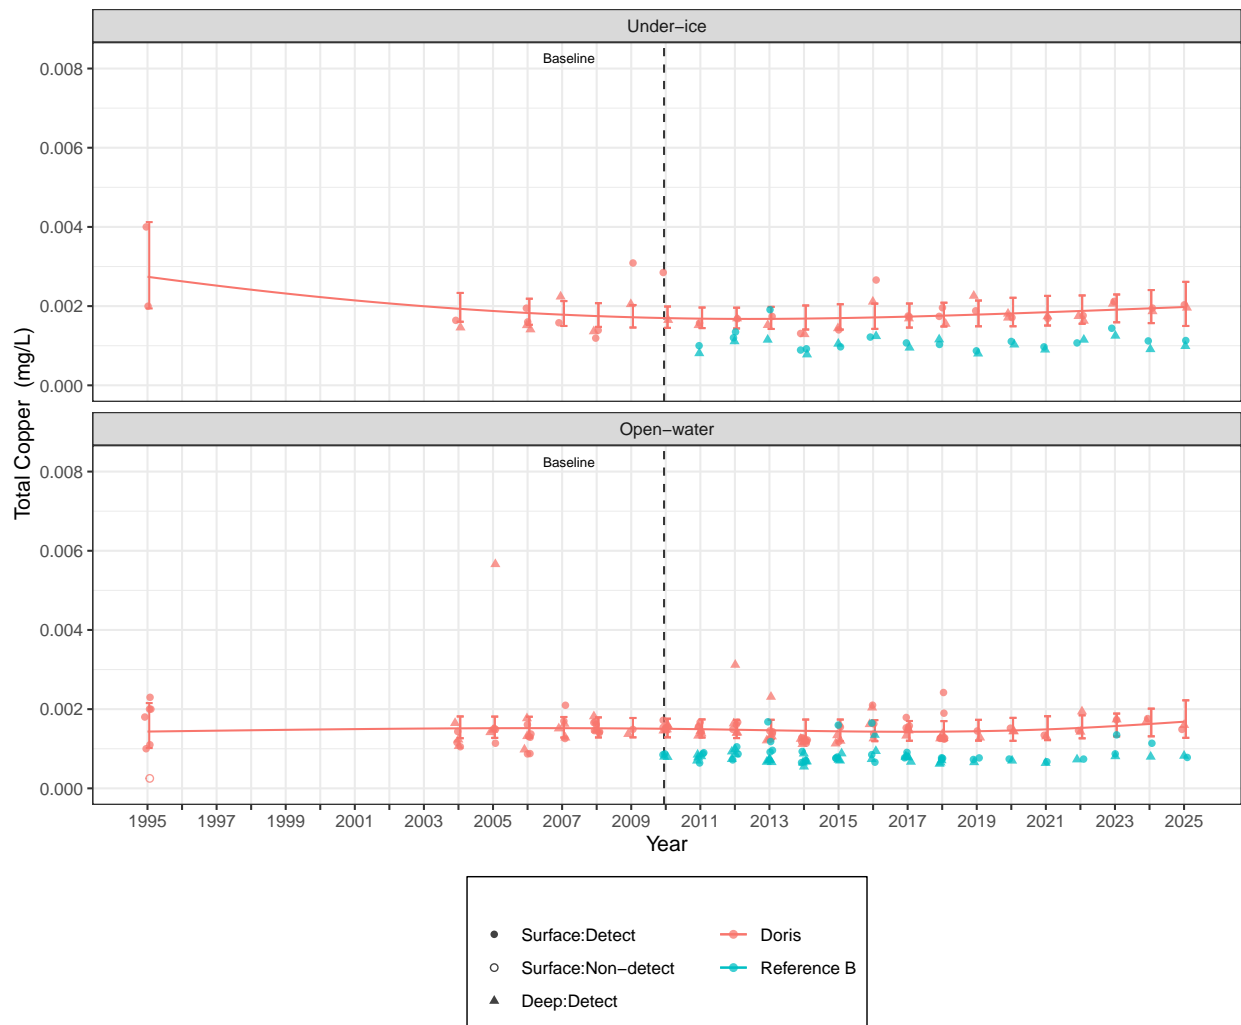 Under−ice
Baseline
0.008
0.006
0.004
0.002
0.000
Open−water
Baseline
0.008
0.006
0.004
0.002
0.000
Total Copper (mg/L)
1995 1997 1999 2001 2003 2005 2007 2009 2011 2013 2015 2017 2019 2021 2023 2025
Year
Surface:Detect Doris
Surface:Non−detect Reference B
Deep:Detect